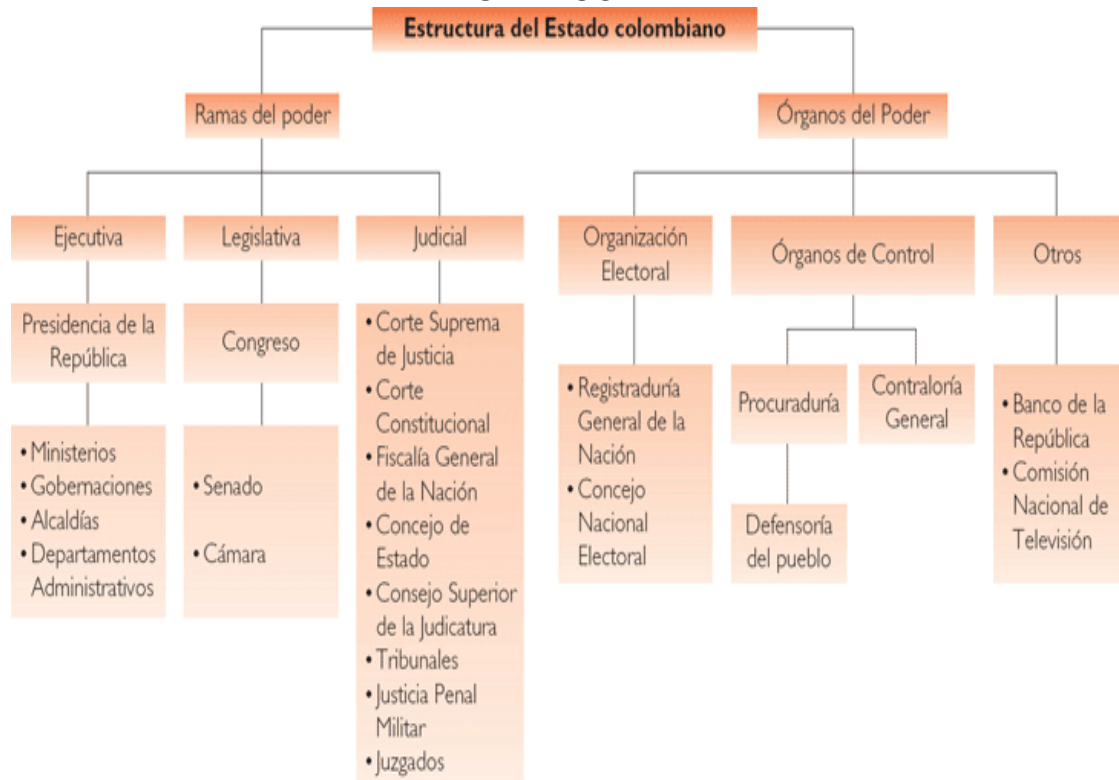 Estructura del Estado colombiano
Ramas del poder
Órganos del Poder
Ejecutiva
Legislativa
Judicial
Organización
Electoral
Órganos de Control
Otros
Presidencia de la
República
Congreso
• Corte Suprema
de Justicia
• Corte
Constitucional
• Fiscalía General
de la Nación
• Concejo de
Estado
• Consejo Superior
de la Judicatura
• Tribunales
• Justicia Penal
Militar
• Juzgados
• Ministerios
• Gobernaciones
• Alcaldías
• Departamentos
Administrativos
• Senado
• Cámara
• Registraduría
General de la
Nación
• Concejo
Nacional
Electoral
Procuraduría
Contraloría
General
Defensoría
del pueblo
• Banco de la
República
• Comisión
Nacional de
Televisión